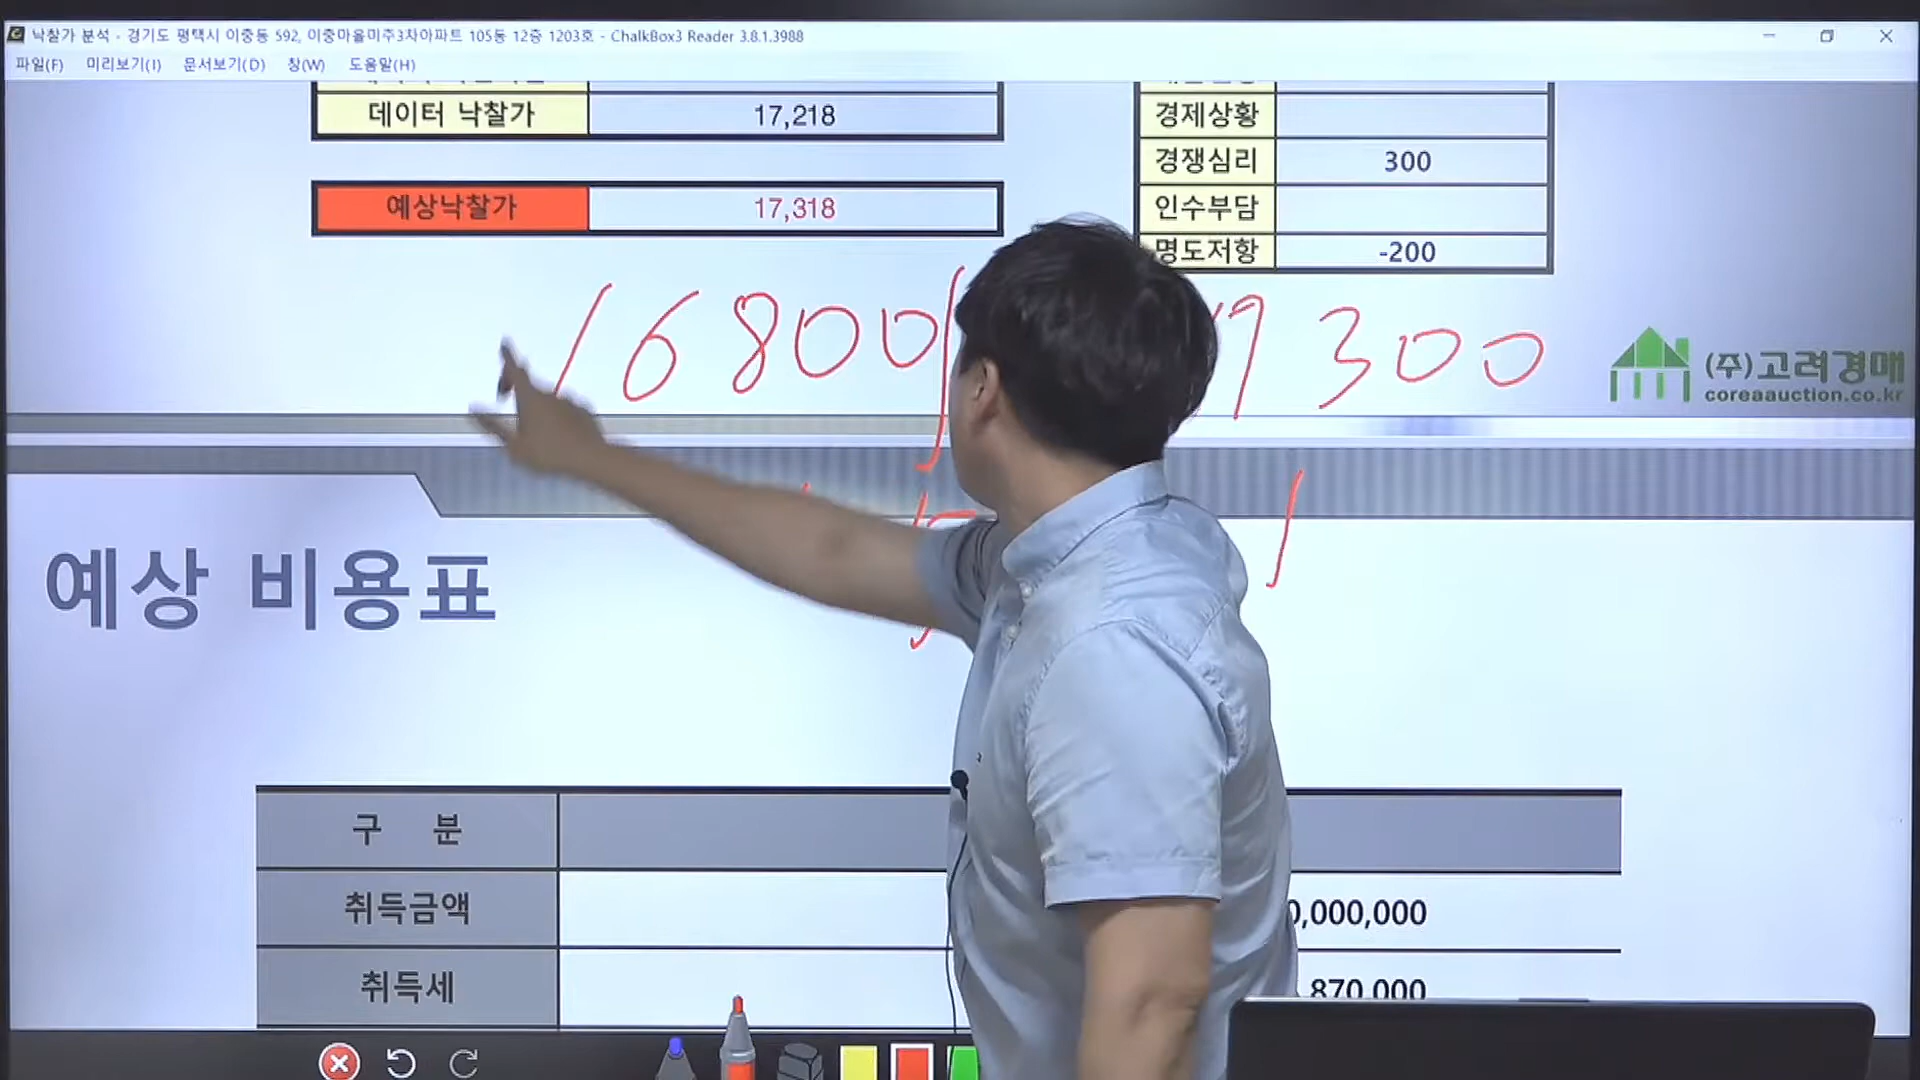 낙찰가 분석 - 경기도 평택시 이충동 592, 이충마을미주3차아파트 105동 12층 1203호 - ChalkBox3 Reader 3.8.1.3988
파일(F) 미리보기(I) 문서보기(D) 창(W) 도움말(H)
데이터 낙찰가 17,218
예상낙찰가 17,318
경제상황
경쟁심리 300
인수부담
명도저항 -200
16800
9300
(주)고려경매
coreaauction.co.kr
예상 비용표
구 분
취득금액 0,000,000
취득세 870,000